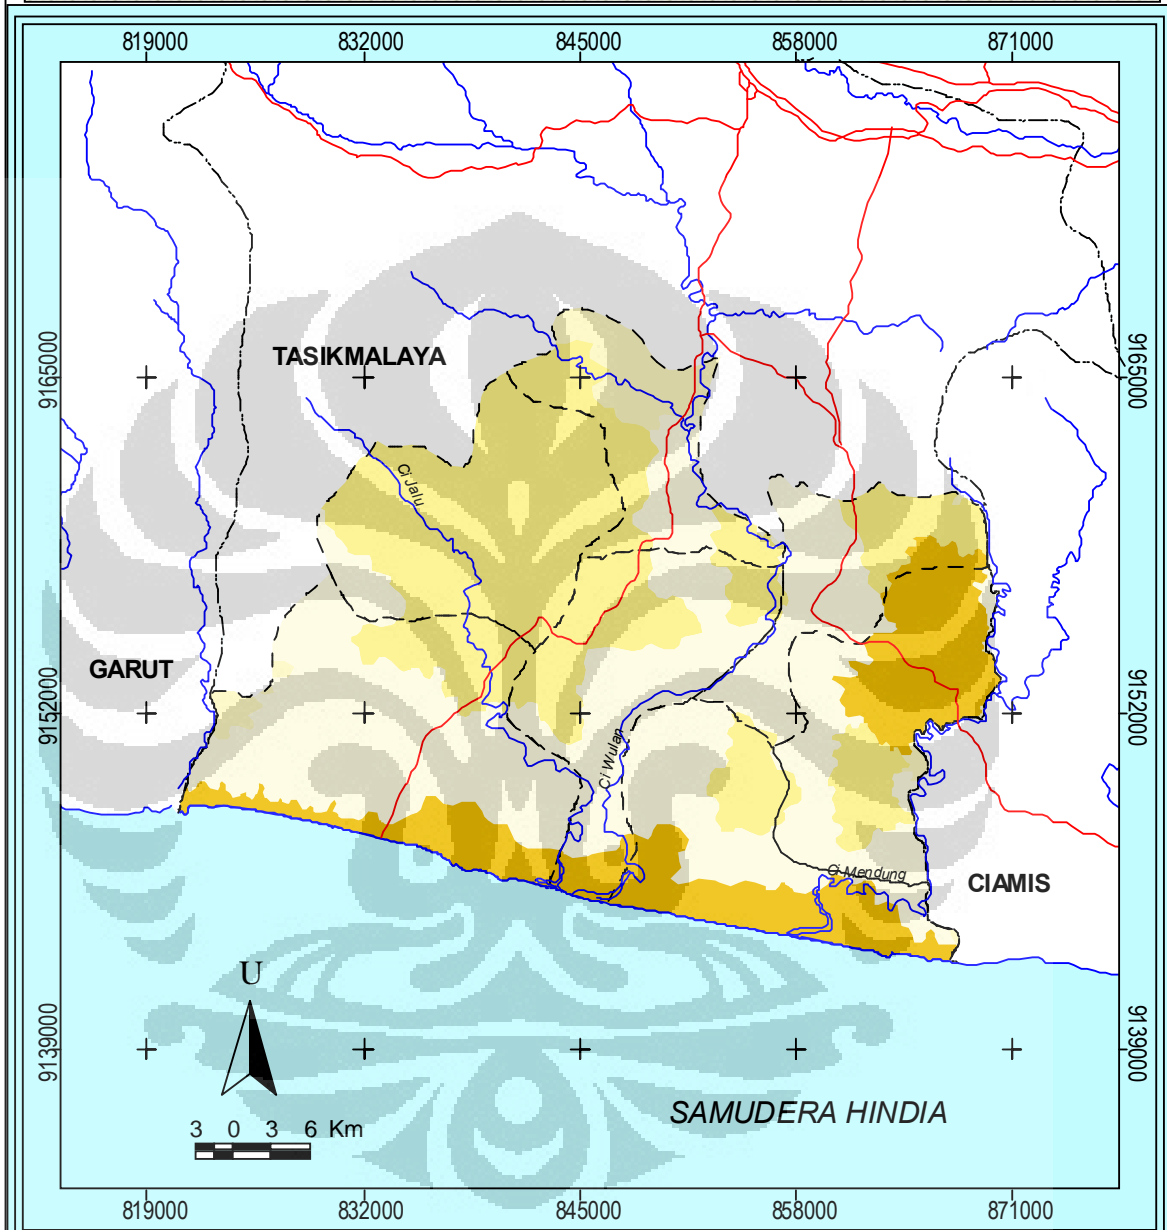 819000 832000 845000 858000 871000
TASIKMALAYA
9165000
9165000
Ci Jalu
GARUT
9152000
9152000
Ci Wulan
Ci Mendung
CIAMIS
U
9139000
9139000
SAMUDERA HINDIA
3 0 3 6 Km
819000 832000 845000 858000 871000